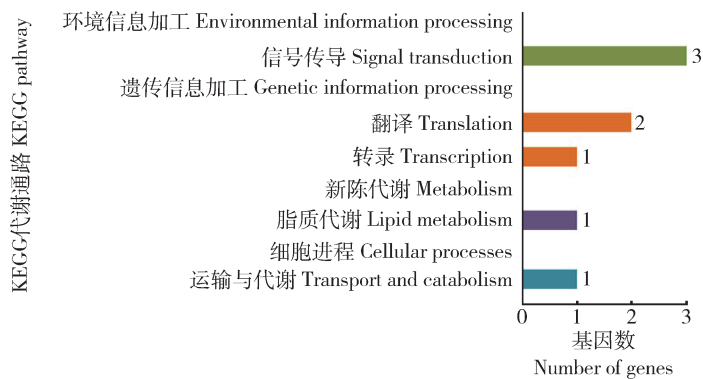 KEGG代谢通路 KEGG pathway
环境信息加工 Environmental information processing
信号传导 Signal transduction
3
遗传信息加工 Genetic information processing
翻译 Translation
2
转录 Transcription
1
新陈代谢 Metabolism
脂质代谢 Lipid metabolism
1
细胞进程 Cellular processes
运输与代谢 Transport and catabolism
1
0 1 2 3
基因数
Number of genes